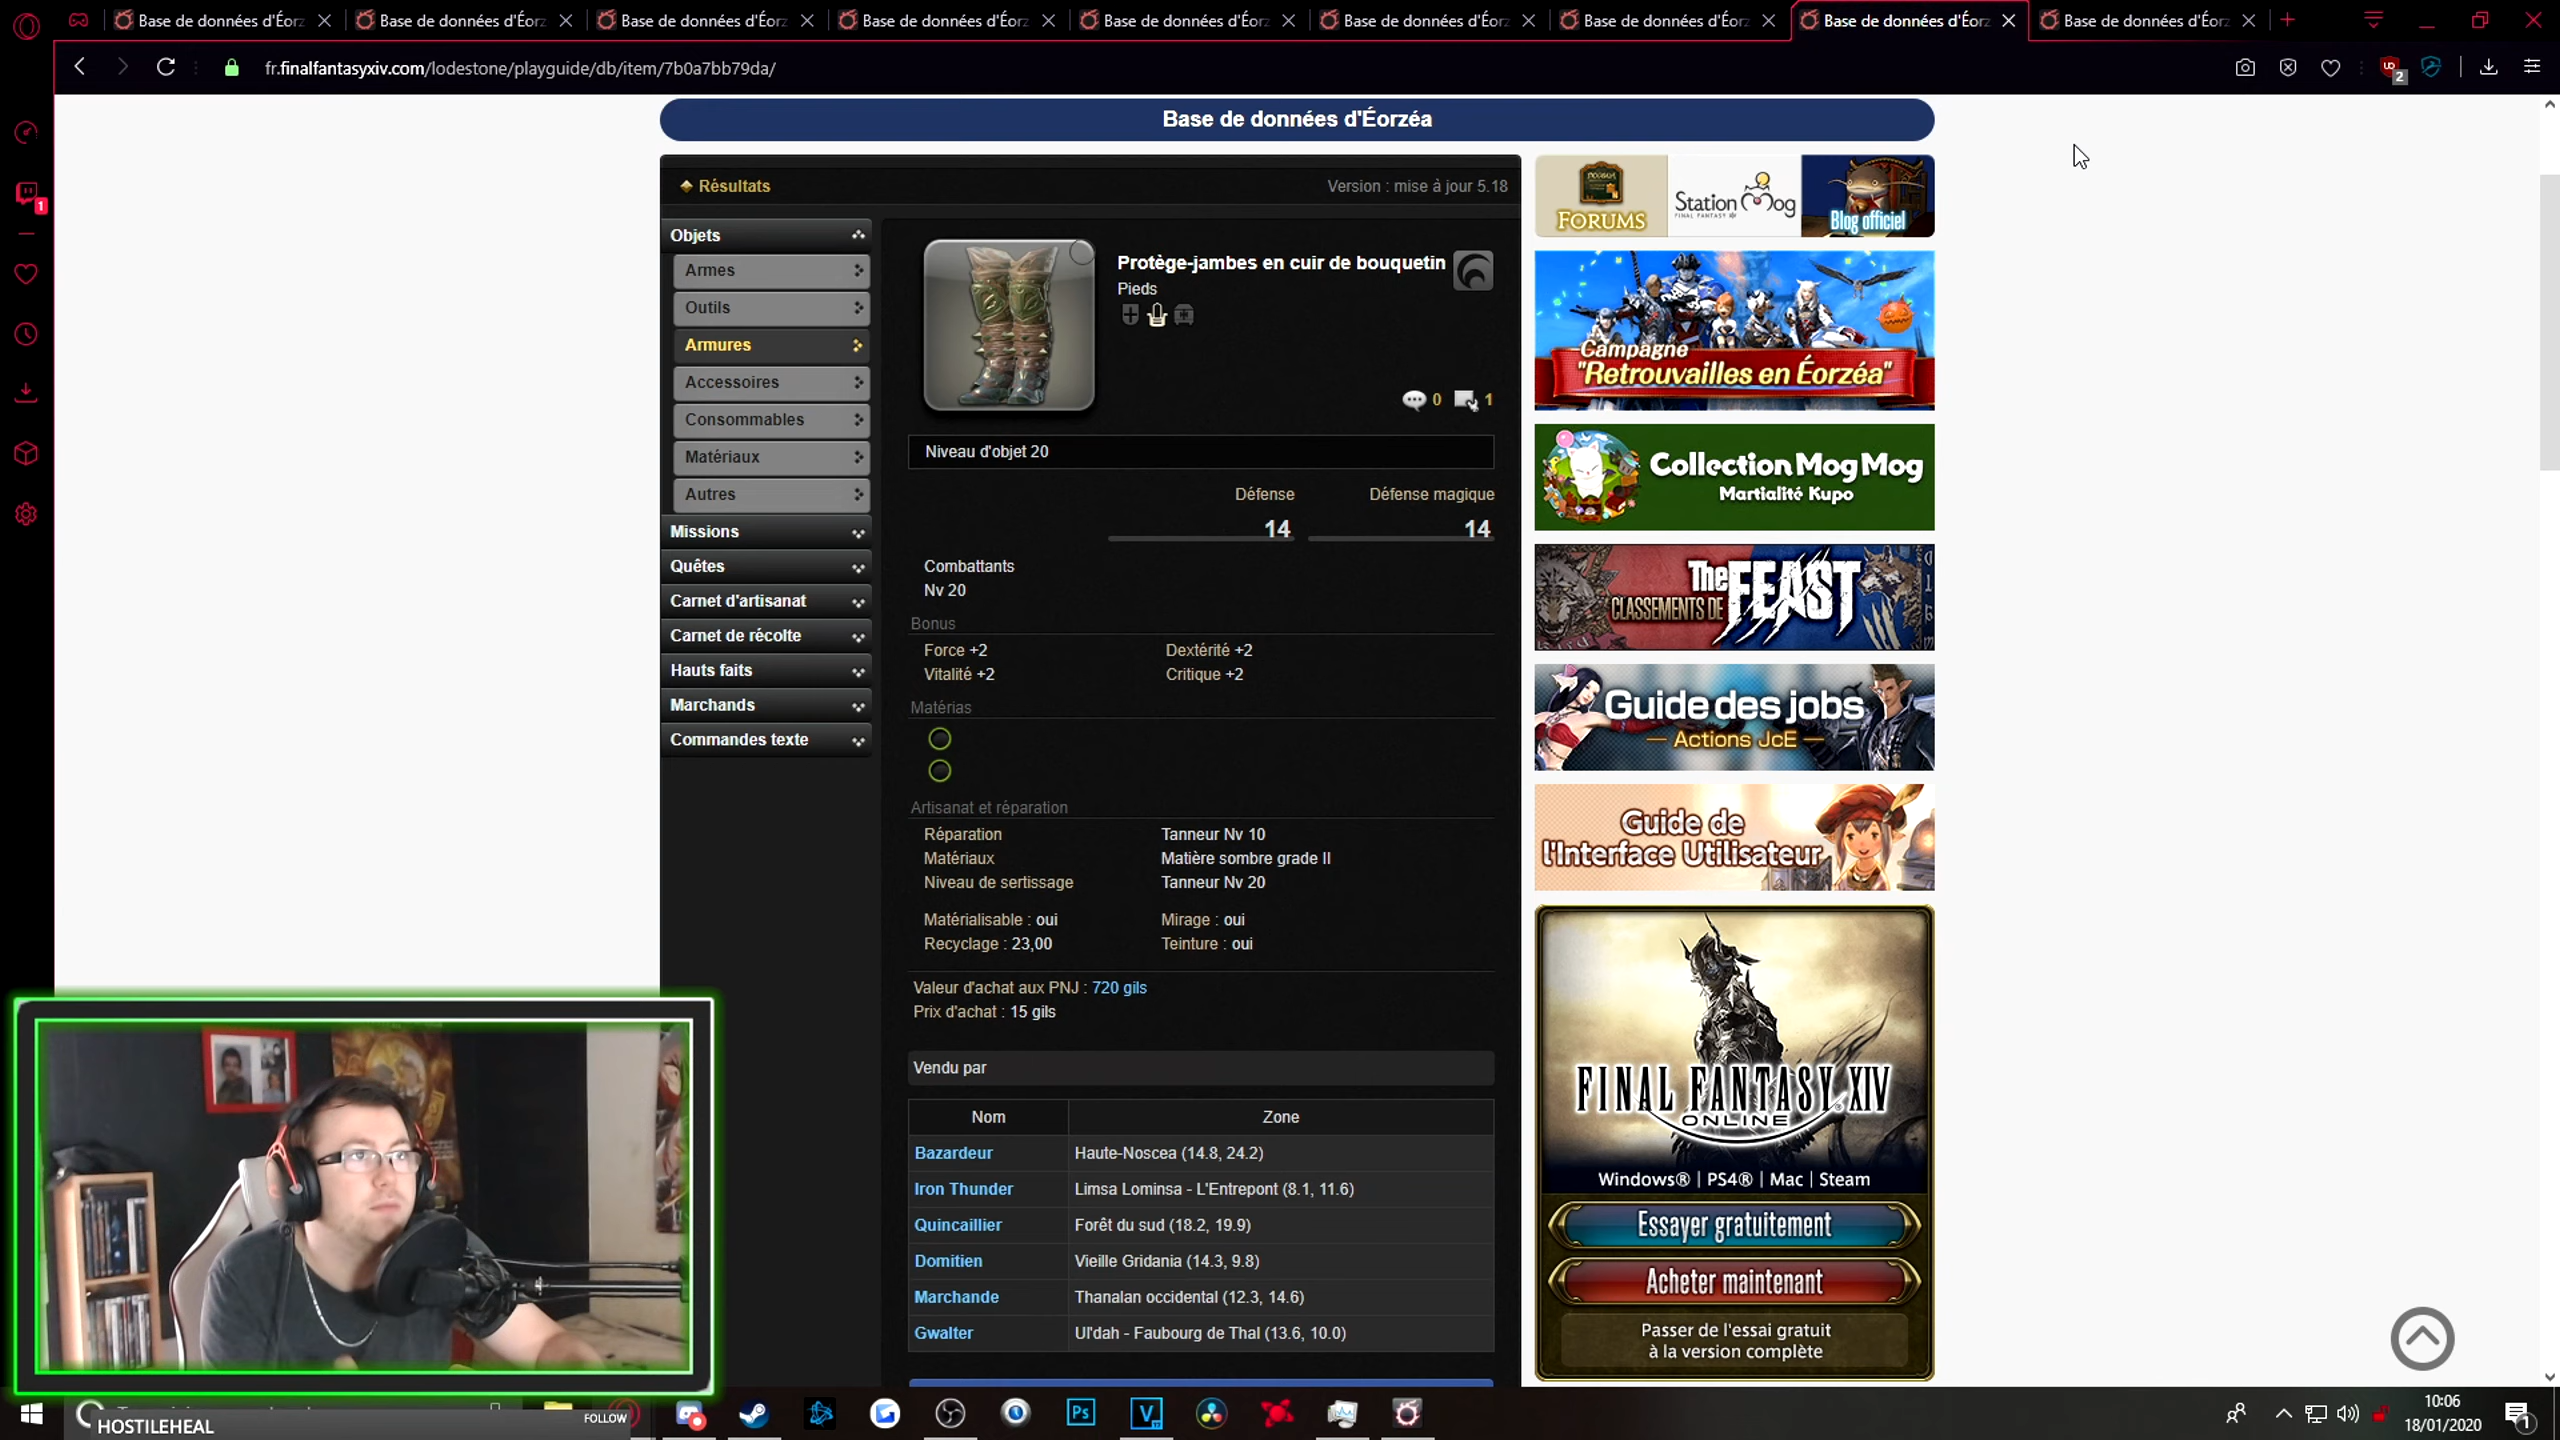 Base de données d'Éorz
Base de données d'Éorz
Base de données d'Éorz
Base de données d'Éorz
Base de données d'Éorz
Base de données d'Éorz
Base de données d'Éorz
Base de données d'Éorz
Base de données d'Éorz
fr.finalfantasyxiv.com/lodestone/playguide/db/item/7b0a7bb79da/
2
1
Base de données d'Éorzéa
Résultats
Version : mise à jour 5.18
Objets
Armes
Outils
Armures
Accessoires
Consommables
Matériaux
Autres
Missions
Quêtes
Carnet d'artisanat
Carnet de récolte
Hauts faits
Marchands
Commandes texte
Protège-jambes en cuir de bouquetin
Pieds
0
1
Niveau d'objet 20
Défense
Défense magique
14
14
Combattants
Nv 20
Bonus
Force +2
Dextérité +2
Vitalité +2
Critique +2
Matérias
Artisanat et réparation
Réparation
Tanneur Nv 10
Matériaux
Matière sombre grade II
Niveau de sertissage
Tanneur Nv 20
Matérialisable : oui
Mirage : oui
Recyclage : 23,00
Teinture : oui
Valeur d'achat aux PNJ : 720 gils
Prix d'achat : 15 gils
Vendu par
Nom
Zone
Bazardeur
Haute-Noscea (14.8, 24.2)
Iron Thunder
Limsa Lominsa - L'Entrepont (8.1, 11.6)
Quincaillier
Forêt du sud (18.2, 19.9)
Domitien
Vieille Gridania (14.3, 9.8)
Marchande
Thanalan occidental (12.3, 14.6)
Gwalter
Ul'dah - Faubourg de Thal (13.6, 10.0)
FORUMS
Station Mog
FINAL FANTASY XIV
Blog officiel
Campagne
"Retrouvailles en Éorzéa"
Collection Mog Mog
Martialité Kupo
The FEAST
CLASSEMENTS DE
Guide des jobs
— Actions JcE —
Guide de
l'Interface Utilisateur
FINAL FANTASY XIV
ONLINE
Windows® | PS4® | Mac | Steam
Essayer gratuitement
Acheter maintenant
Passer de l'essai gratuit
à la version complète
HOSTILEHEAL
FOLLOW
Ps
V
10:06
18/01/2020
1